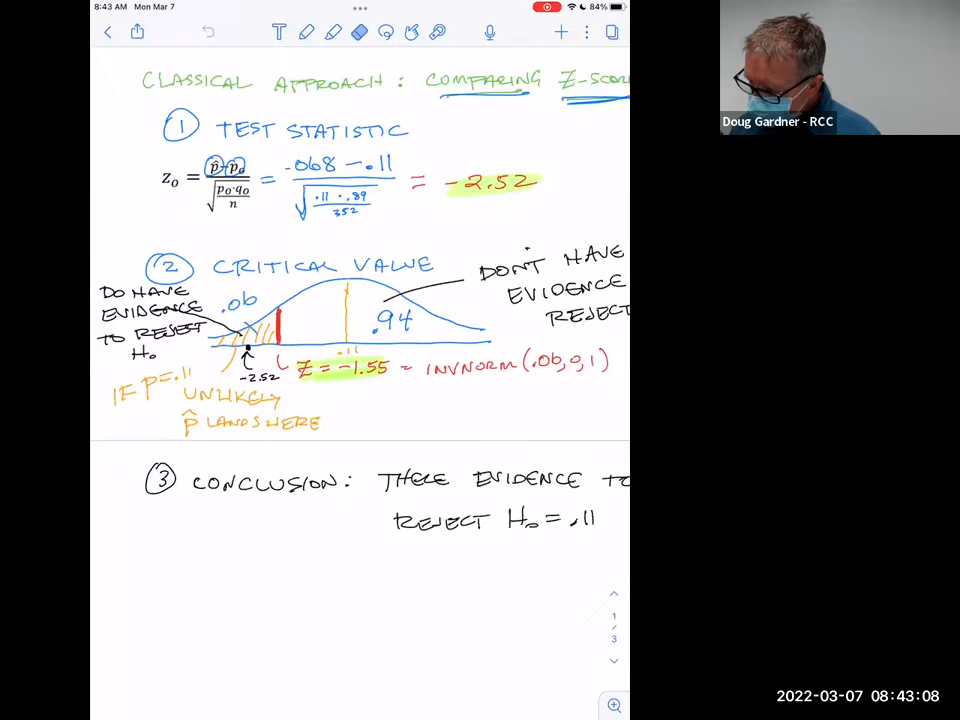 8:43 AM Mon Mar 7
84%
CLASSICAL APPROACH: COMPARING Z-SCOR
1 TEST STATISTIC
z₀ = p̂-p₀ / √(p₀·q₀ / n) = .068 - .11 / √(.11 · .89 / 352) = -2.52
2 CRITICAL VALUE
DO HAVE
EVIDENCE
TO REJECT
H₀
.06
.94
DON'T HAVE
EVIDENCE
REJECT
.11
-2.52
Z = -1.55 = INVNORM(.06,0,1)
IF P=.11
UNLIKELY
p̂ LANDS HERE
3 CONCLUSION: THERE EVIDENCE TO
REJECT H₀ = .11
1
/
3
Doug Gardner - RCC
2022-03-07 08:43:08